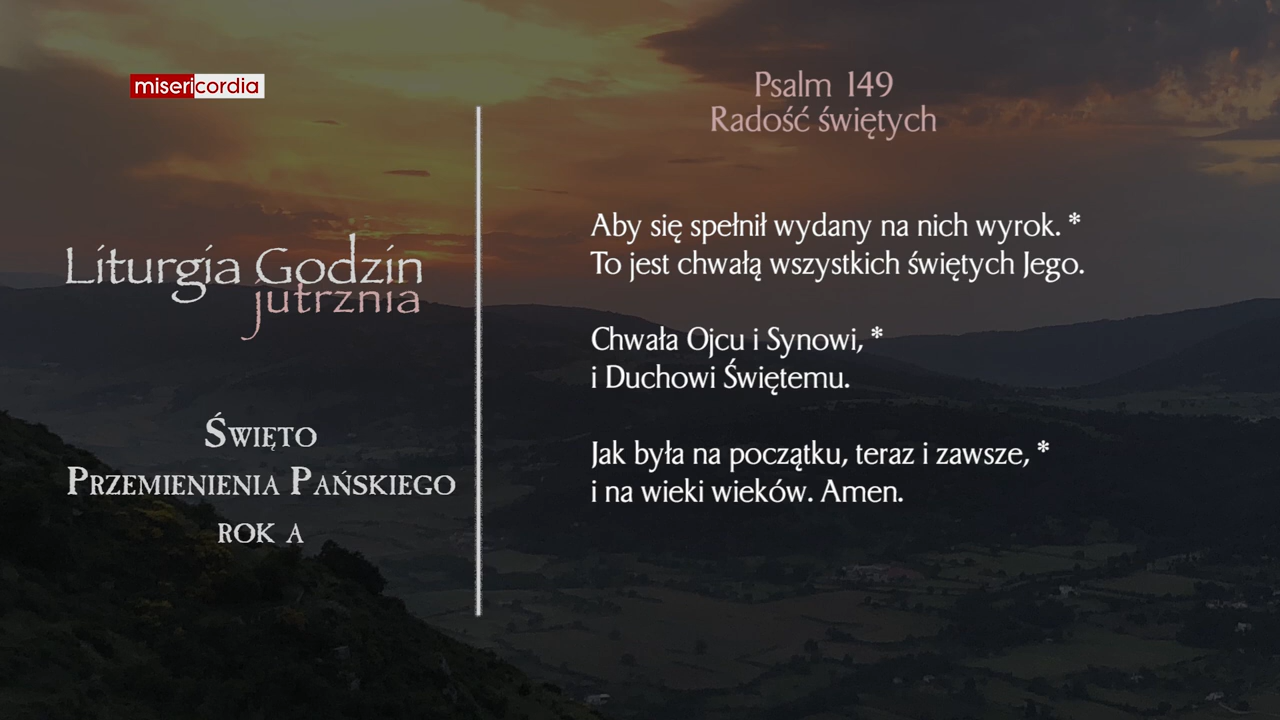 misericordia
Liturgia Godzin
jutrznia
Święto
Przemienienia Pańskiego
rok A
Psalm 149
Radość świętych
Aby się spełnił wydany na nich wyrok. *
To jest chwałą wszystkich świętych Jego.
Chwała Ojcu i Synowi, *
i Duchowi Świętemu.
Jak była na początku, teraz i zawsze, *
i na wieki wieków. Amen.